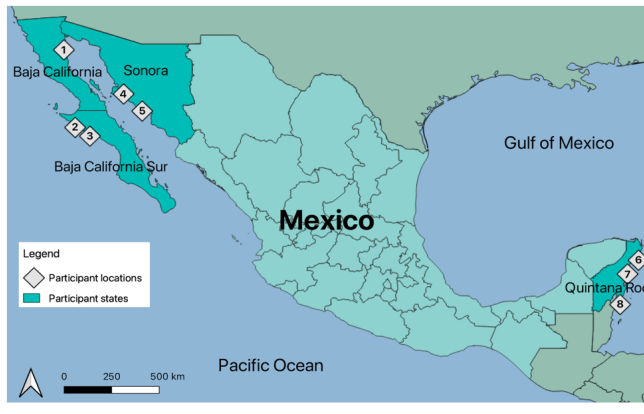 1
Baja California
Sonora
4
5
2
3
Baja California Sur
Gulf of Mexico
Mexico
6
7
Quintana Roo
8
Legend
Participant locations
Participant states
Pacific Ocean
0 250 500 km